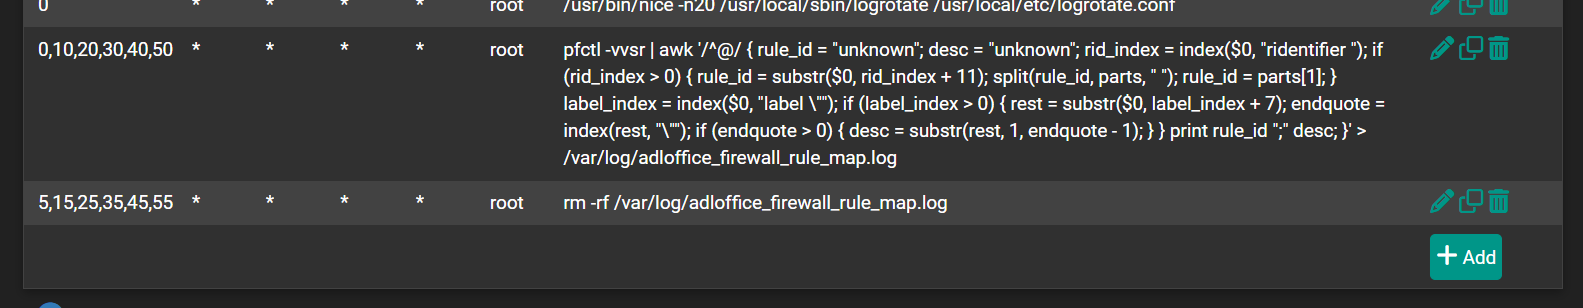 0 * * * * root /usr/bin/nice -n20 /usr/local/sbin/logrotate /usr/local/etc/logrotate.conf
0,10,20,30,40,50 * * * * root pfctl -vvsr | awk '/^@/ { rule_id = "unknown"; desc = "unknown"; rid_index = index($0, "ridentifier "); if
(rid_index > 0) { rule_id = substr($0, rid_index + 11); split(rule_id, parts, " "); rule_id = parts[1]; }
label_index = index($0, "label \""); if (label_index > 0) { rest = substr($0, label_index + 7); endquote =
index(rest, "\""); if (endquote > 0) { desc = substr(rest, 1, endquote - 1); } } print rule_id ";" desc; }' >
/var/log/adloffice_firewall_rule_map.log
5,15,25,35,45,55 * * * * root rm -rf /var/log/adloffice_firewall_rule_map.log
Add